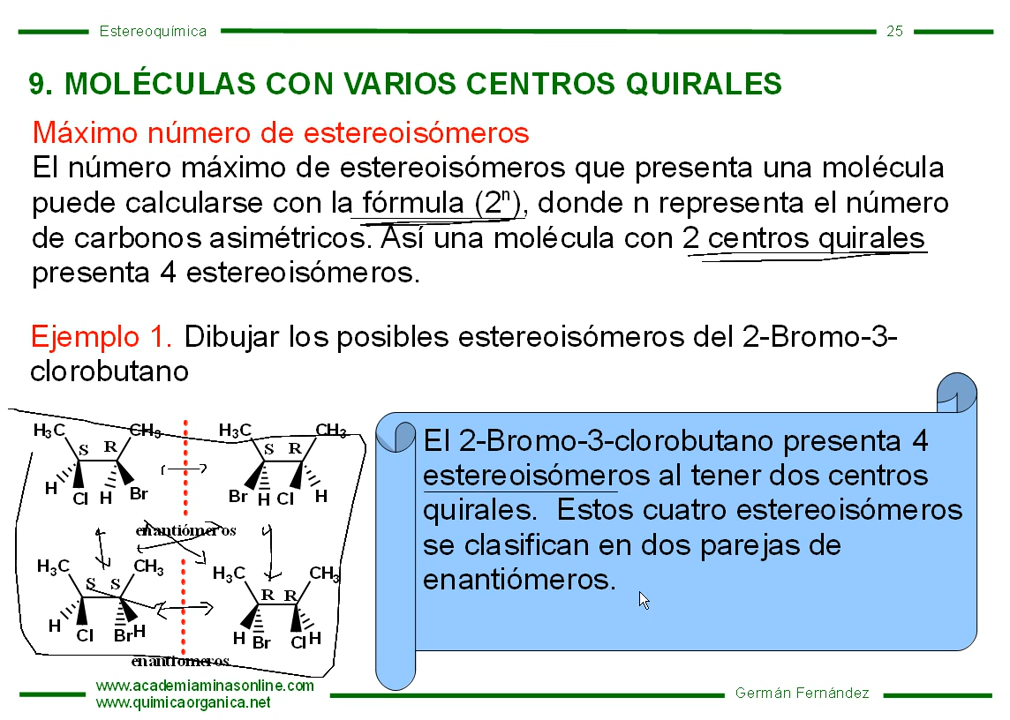 Estereoquímica
25
9. MOLÉCULAS CON VARIOS CENTROS QUIRALES
Máximo número de estereoisómeros
El número máximo de estereoisómeros que presenta una molécula
puede calcularse con la fórmula (2ⁿ), donde n representa el número
de carbonos asimétricos. Así una molécula con 2 centros quirales
presenta 4 estereoisómeros.
Ejemplo 1. Dibujar los posibles estereoisómeros del 2-Bromo-3-
clorobutano
H₃C CH₃ H₃C CH₃
S R S R
H Cl H Br Br H Cl H
enantiómeros
H₃C CH₃ H₃C CH₃
S S R R
H Cl Br H H Br Cl H
enantiomeros
El 2-Bromo-3-clorobutano presenta 4
estereoisómeros al tener dos centros
quirales. Estos cuatro estereoisómeros
se clasifican en dos parejas de
enantiómeros.
www.academiaminasonline.com
www.quimicaorganica.net
Germán Fernández